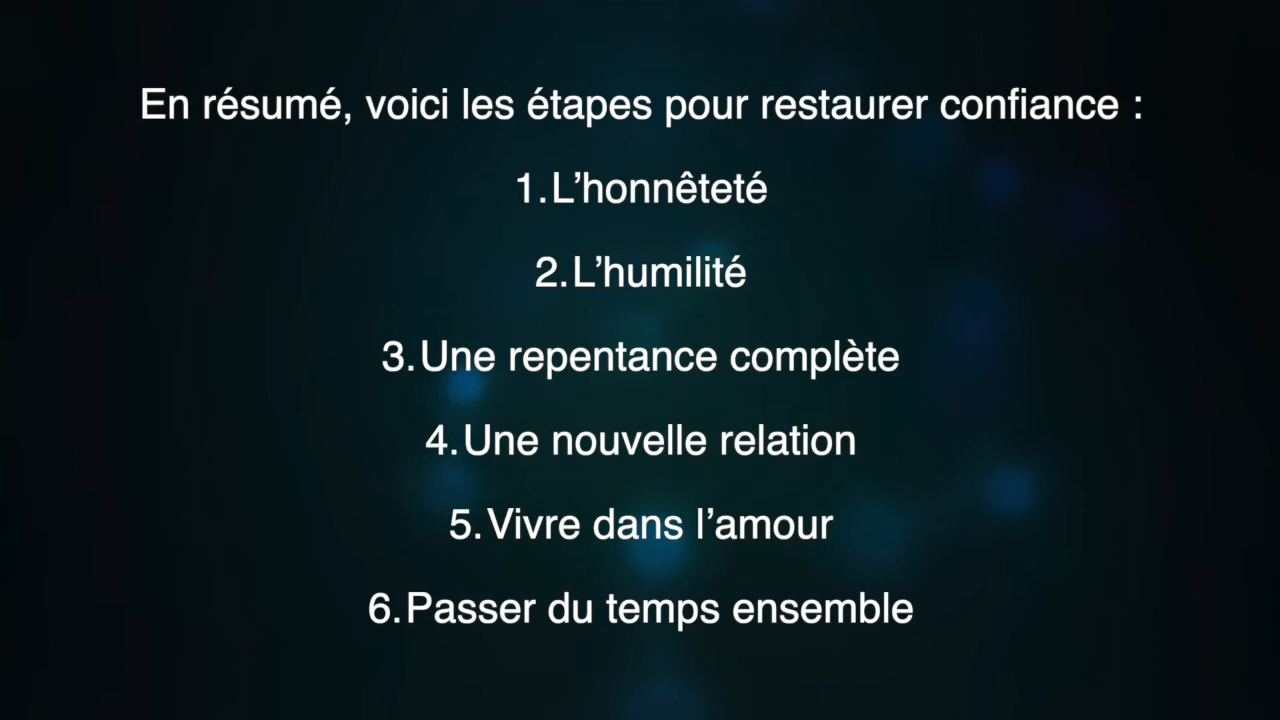 En résumé, voici les étapes pour restaurer confiance :
1.L’honnêteté
2.L’humilité
3.Une repentance complète
4.Une nouvelle relation
5.Vivre dans l’amour
6.Passer du temps ensemble